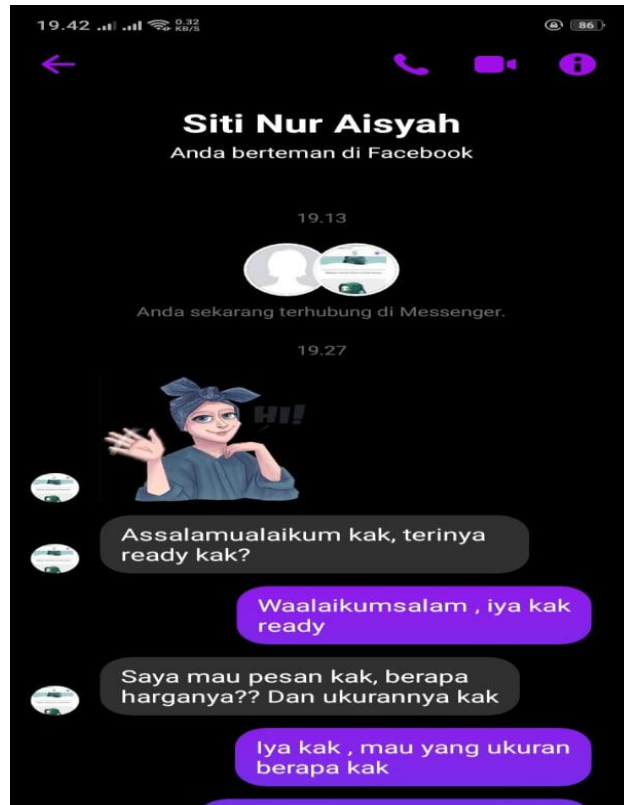 19.42 0.32 KB/S 86
Siti Nur Aisyah
Anda berteman di Facebook
19.13
Anda sekarang terhubung di Messenger.
19.27
HI!
Assalamualaikum kak, terinya
ready kak?
Waalaikumsalam , iya kak
ready
Saya mau pesan kak, berapa
harganya?? Dan ukurannya kak
Iya kak , mau yang ukuran
berapa kak